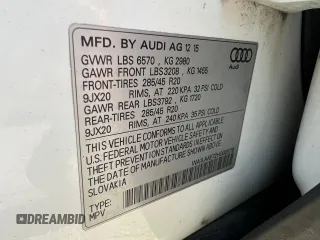 MFD. BY AUDI AG 12 15
Audi
GVWR LBS 6570 , KG 2980
GAWR FRONT LBS3208 , KG 1455
FRONT-TIRES 285/45 R20
9JX20 RIMS, AT 220 KPA 32 PSI COLD
GAWR REAR LBS3792 , KG 1720
REAR-TIRES 285/45 R20
9JX20 RIMS, AT 240 KPA 35 PSI COLD
THIS VEHICLE CONFORMS TO ALL APPLICABLE
U.S. FEDERAL MOTOR VEHICLE SAFETY AND
THEFT PREVENTION STANDARDS IN EFFECT ON
THE DATE OF MANUFACTURE SHOWN ABOVE
SLOVAKIA
TYPE:
MPV
DREAMBID